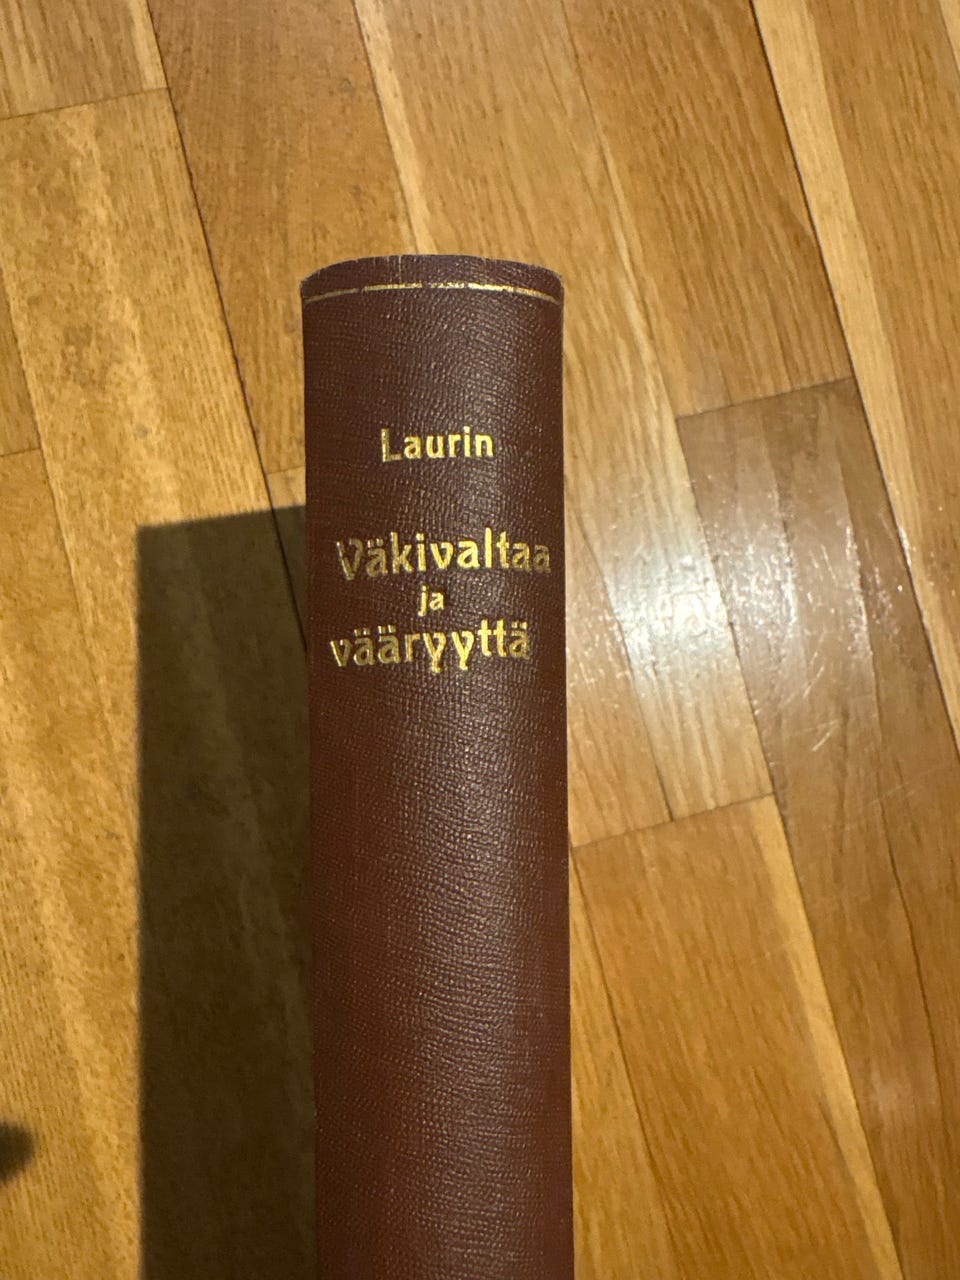 Laurin
Väkivaltaa
ja
vääryyttä